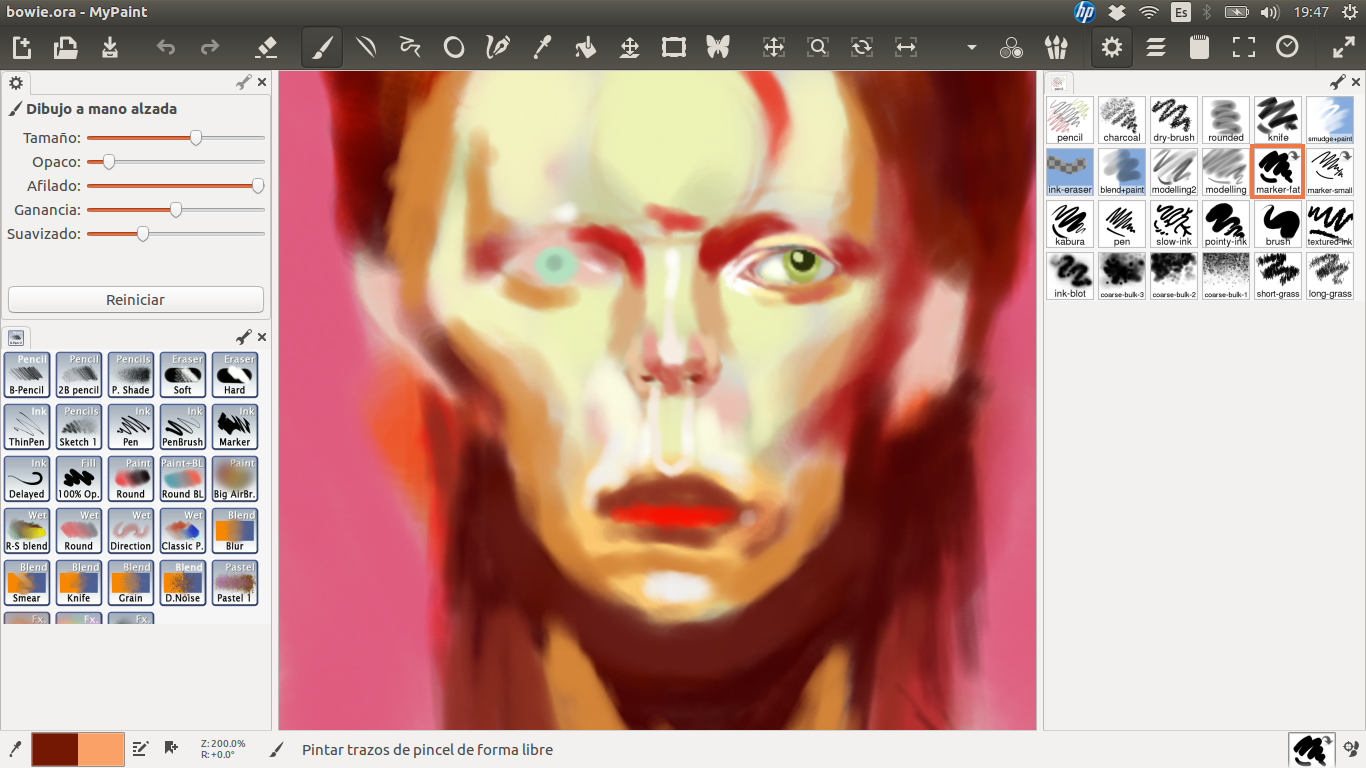 bowie.ora - MyPaint
Es
19:47
Dibujo a mano alzada
Tamaño:
Opaco:
Afilado:
Ganancia:
Suavizado:
Reiniciar
Pencil Pencil Pencils Eraser Eraser
B-Pencil 2B pencil P. Shade Soft Hard
Ink Pencils Ink Ink Ink
ThinPen Sketch 1 Pen PenBrush Marker
Ink Fill Paint Paint+BL Paint
Delayed 100% Op. Round Round BL Big AirBr.
Wet Wet Wet Wet Blend
R-S blend Round Direction Classic P. Blur
Blend Blend Blend Blend Pastel
Smear Knife Grain D.Noise Pastel 1
Fx. Fx. Fx.
pencil charcoal dry-brush rounded knife smudge+paint
ink-eraser blend+paint modelling2 modelling marker-fat marker-small
kabura pen slow-ink pointy-ink brush textured-ink
ink-blot coarse-bulk-3 coarse-bulk-2 coarse-bulk-1 short-grass long-grass
Z: 200.0%
R: +0.0°
Pintar trazos de pincel de forma libre